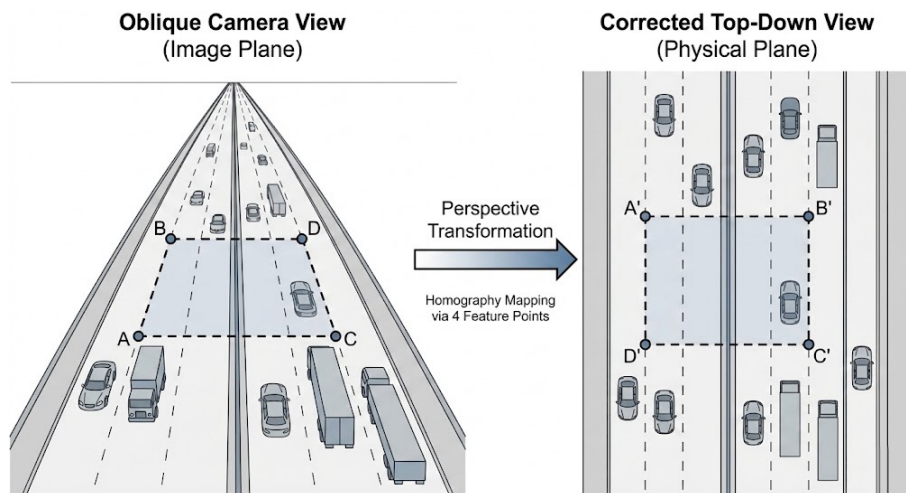 Oblique Camera View
(Image Plane)
B
D
A
C
Perspective
Transformation
Homography Mapping
via 4 Feature Points
Corrected Top-Down View
(Physical Plane)
A'
B'
D'
C'